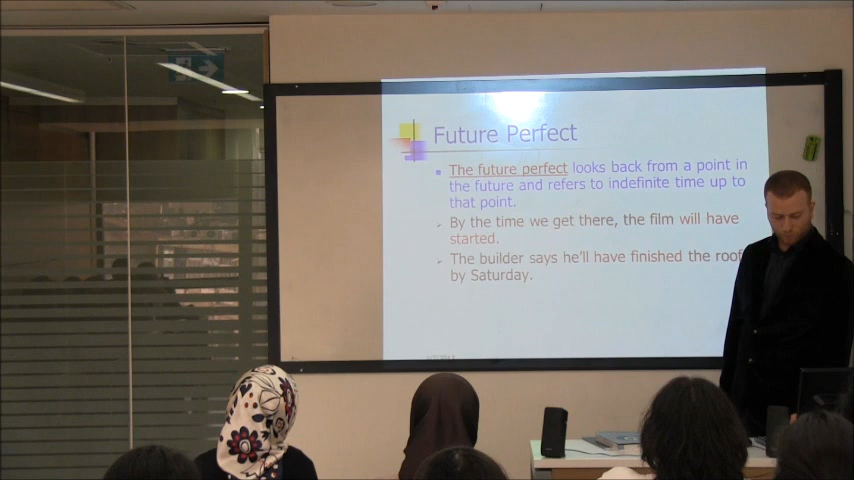 Future Perfect
The future perfect looks back from a point in
the future and refers to indefinite time up to
that point.
By the time we get there, the film will have
started.
The builder says he'll have finished the roof
by Saturday.